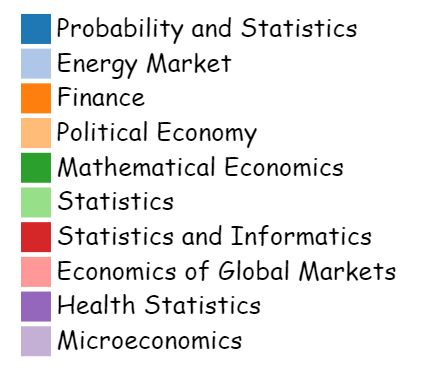 Probability and Statistics
Energy Market
Finance
Political Economy
Mathematical Economics
Statistics
Statistics and Informatics
Economics of Global Markets
Health Statistics
Microeconomics